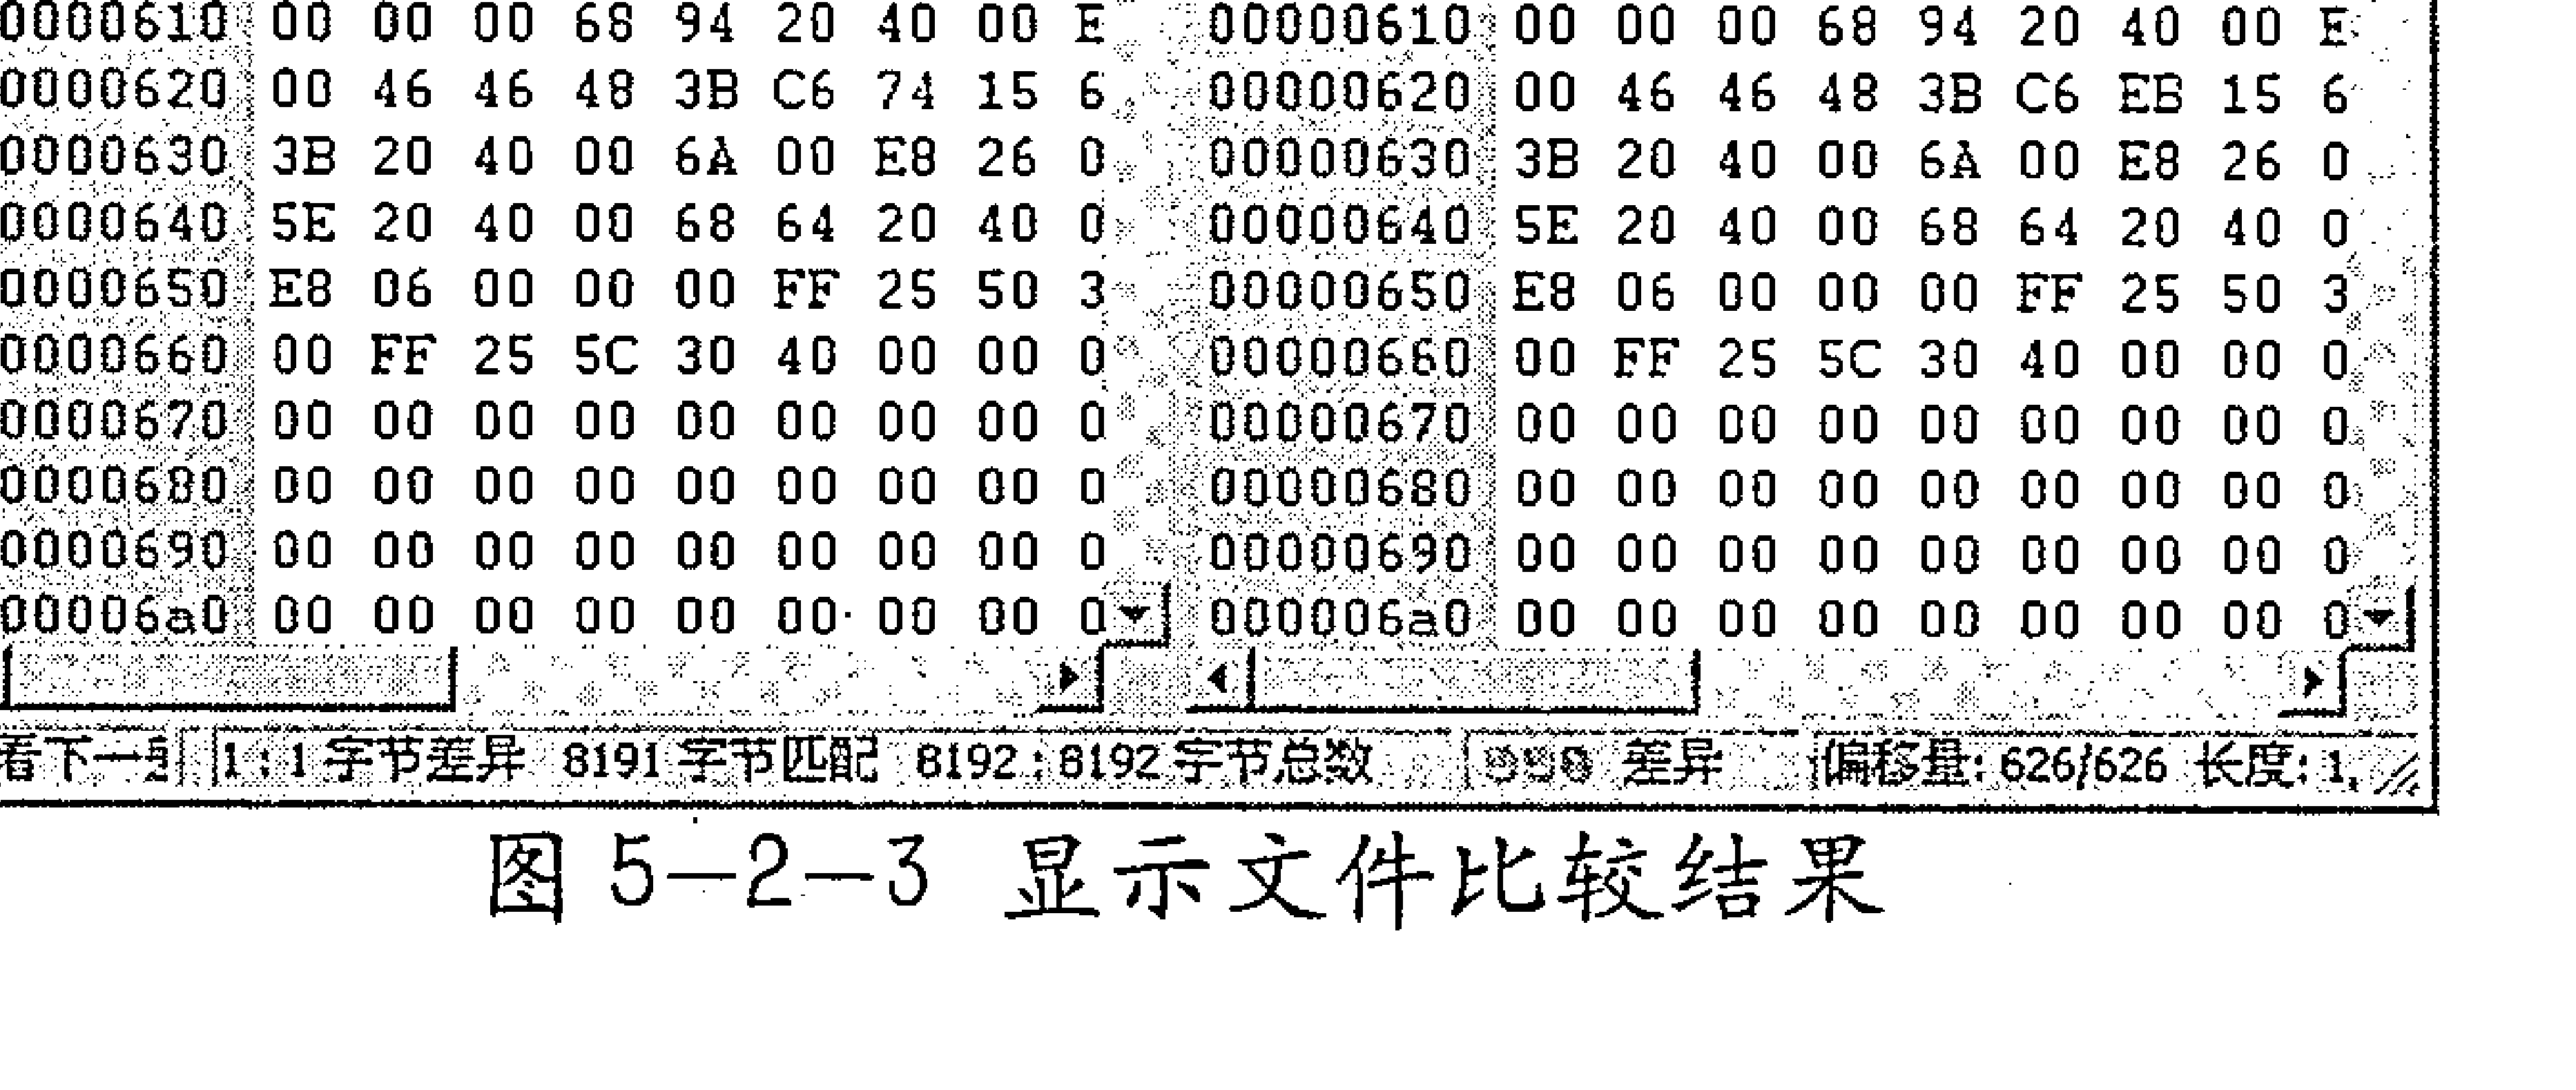 0000610 00 00 00 68 94 20 40 00 E 00000610 00 00 00 68 94 20 40 00 E
0000620 00 46 46 48 3B C6 74 15 6 00000620 00 46 46 48 3B C6 EB 15 6
0000630 3B 20 40 00 6A 00 E8 26 0 00000630 3B 20 40 00 6A 00 E8 26 0
0000640 5E 20 40 00 68 64 20 40 0 00000640 5E 20 40 00 68 64 20 40 0
0000650 E8 06 00 00 00 FF 25 50 3 00000650 E8 06 00 00 00 FF 25 50 3
0000660 00 FF 25 5C 30 40 00 00 0 00000660 00 FF 25 5C 30 40 00 00 0
0000670 00 00 00 00 00 00 00 00 0 00000670 00 00 00 00 00 00 00 00 0
0000680 00 00 00 00 00 00 00 00 0 00000680 00 00 00 00 00 00 00 00 0
0000690 00 00 00 00 00 00 00 00 0 00000690 00 00 00 00 00 00 00 00 0
00006a0 00 00 00 00 00 00 00 00 0 000006a0 00 00 00 00 00 00 00 00 0
看下一 1:1 字节差异 8191 字节匹配 8192:8192 字节总数 差异 偏移量: 626/626 长度: 1,
图 5-2-3 显示文件比较结果